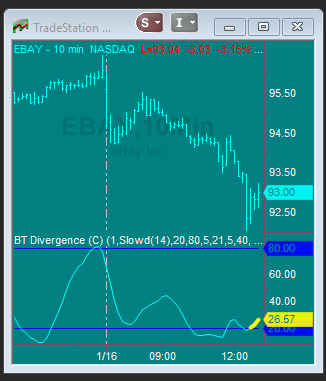 TradeStation ...
S
I
EBAY - 10 min NASDAQ L=93.04 -3.03 -3.15% ...
EBAY,10Min
eBay Inc
95.50
94.50
93.50
93.00
92.50
BT Divergence (C) (1,Slowd(14),20,80,5,21,5,40, ...
80.00
60.00
40.00
26.57
20.00
1/16 09:00 12:00